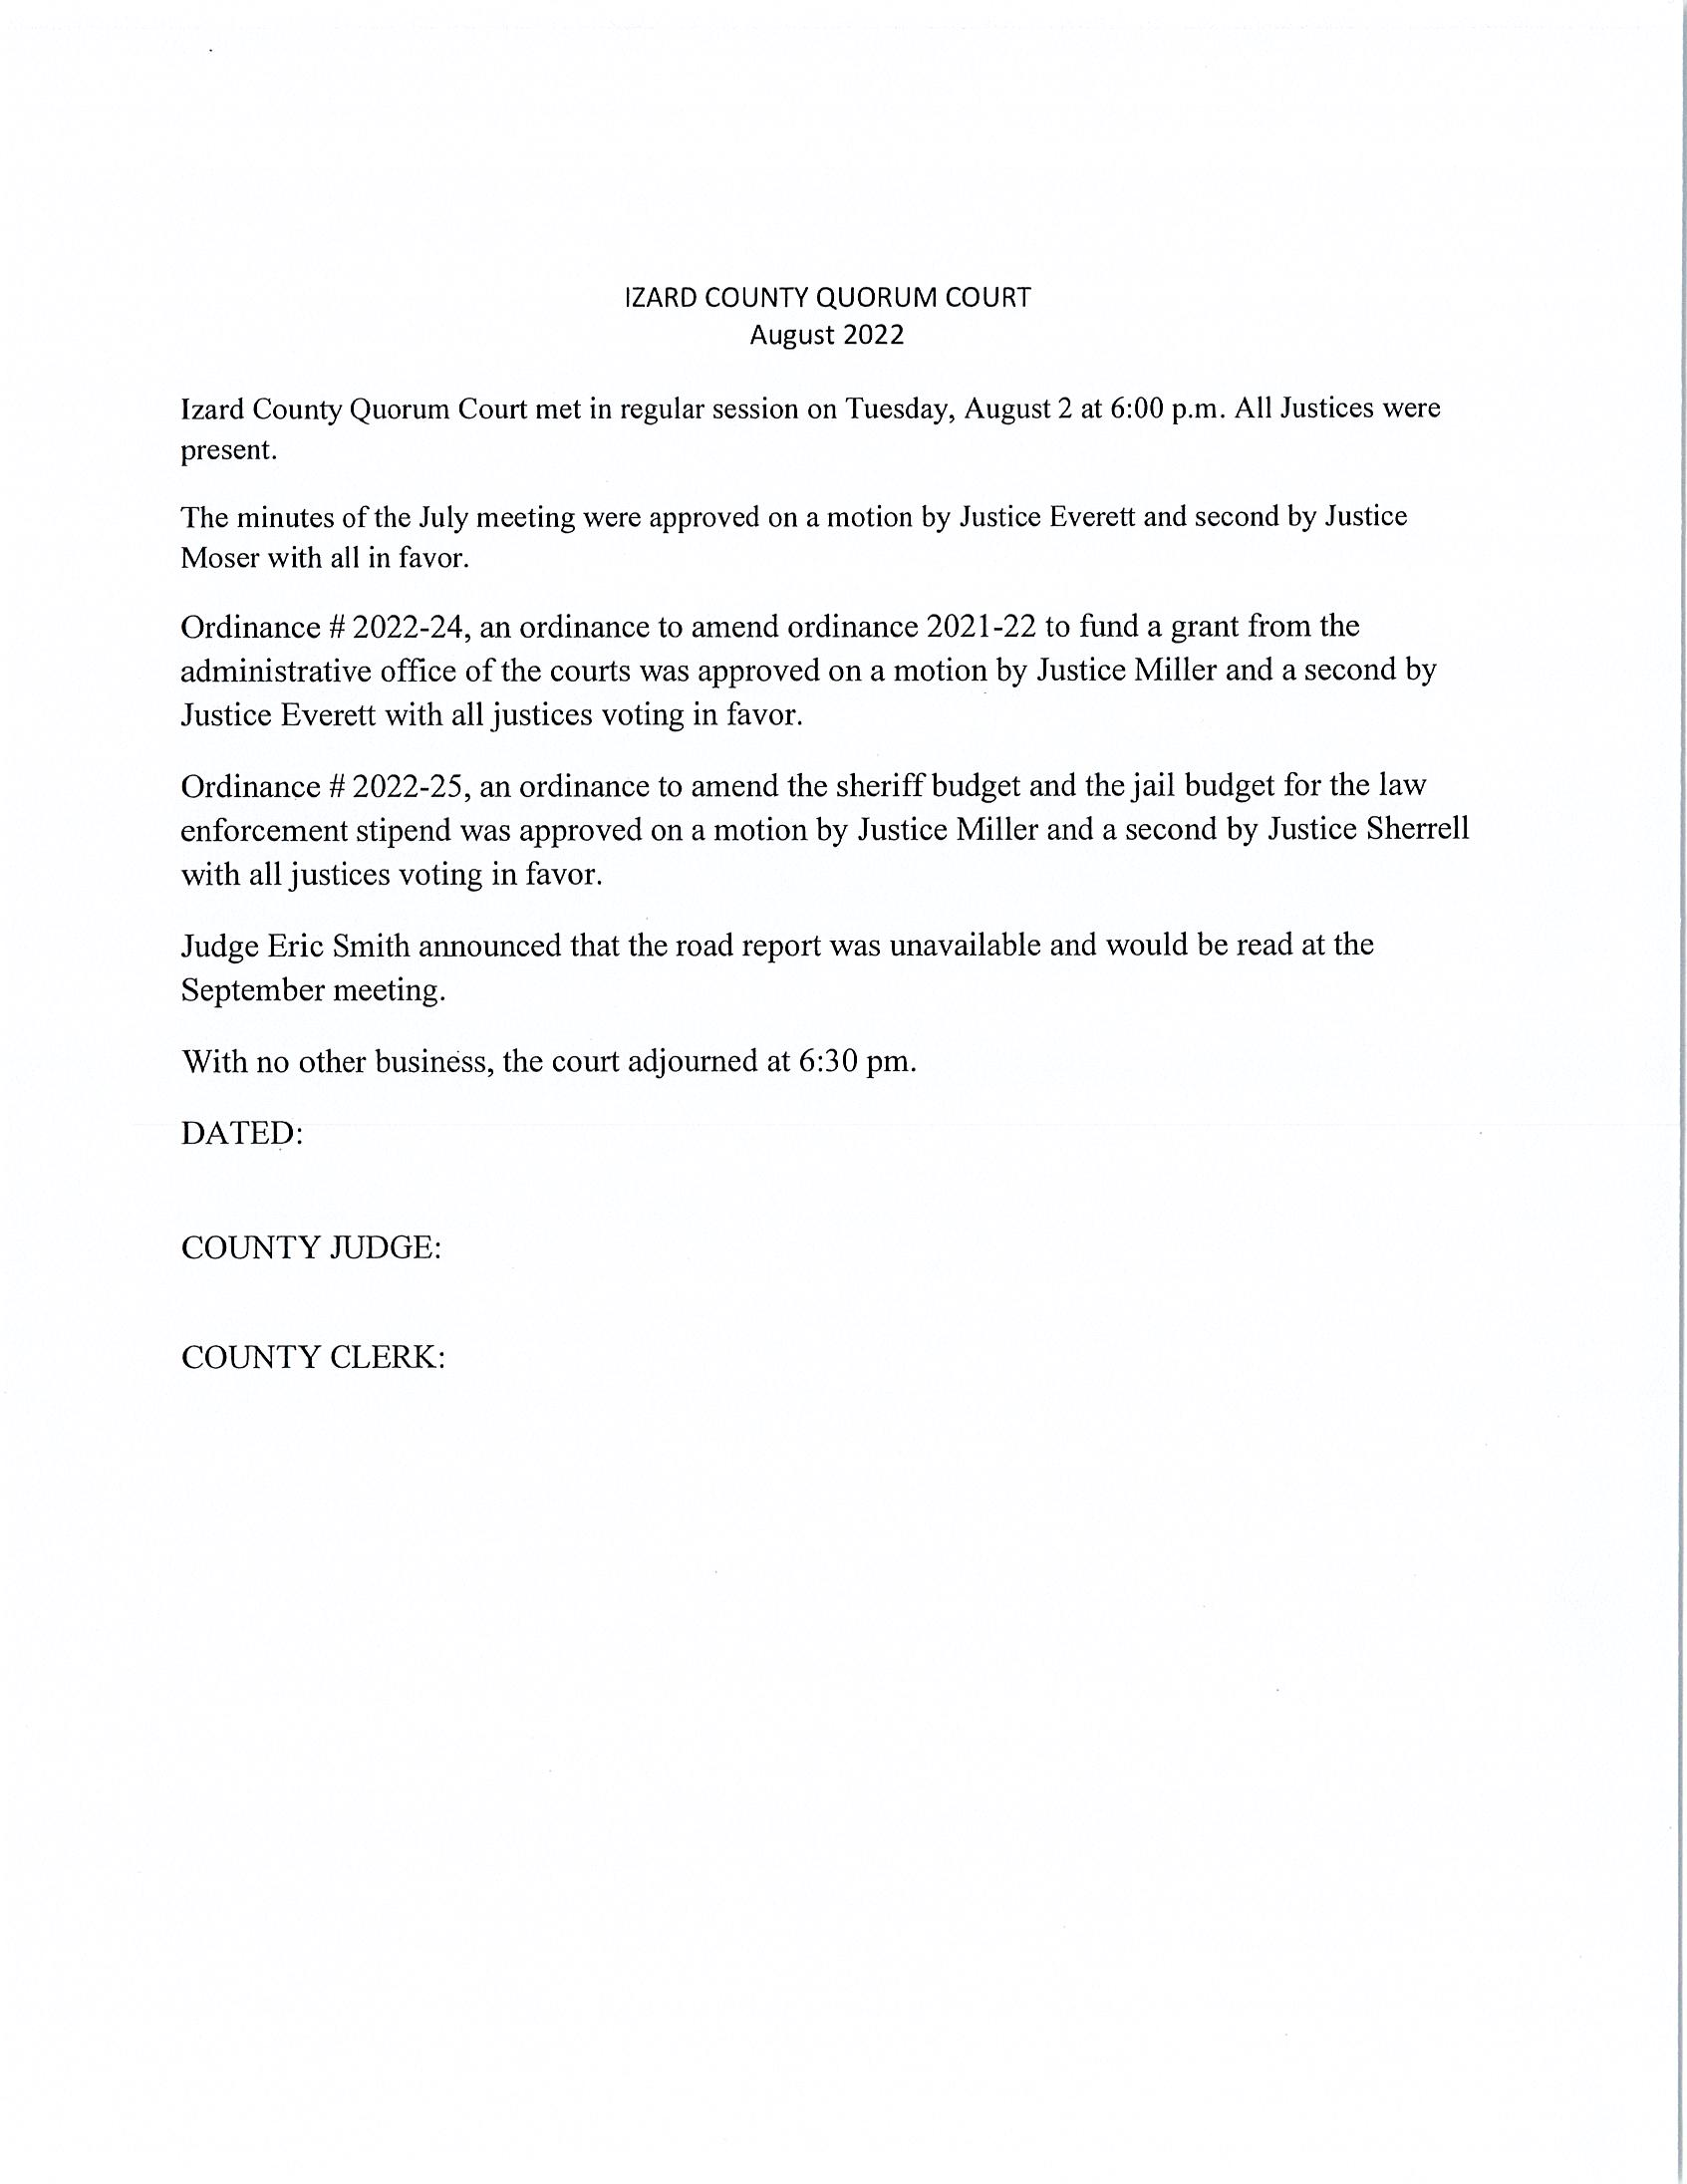 IZARD COUNTY QUORUM COURT
August 2022
Izard County Quorum Court met in regular session on Tuesday, August 2 at 6:00 p.m. All Justices were
present.
The minutes of the July meeting were approved on a motion by Justice Everett and second by Justice
Moser with all in favor.
Ordinance # 2022-24, an ordinance to amend ordinance 2021-22 to fund a grant from the
administrative office of the courts was approved on a motion by Justice Miller and a second by
Justice Everett with all justices voting in favor.
Ordinance # 2022-25, an ordinance to amend the sheriff budget and the jail budget for the law
enforcement stipend was approved on a motion by Justice Miller and a second by Justice Sherrell
with all justices voting in favor.
Judge Eric Smith announced that the road report was unavailable and would be read at the
September meeting.
With no other business, the court adjourned at 6:30 pm.
DATED:
COUNTY JUDGE:
COUNTY CLERK: